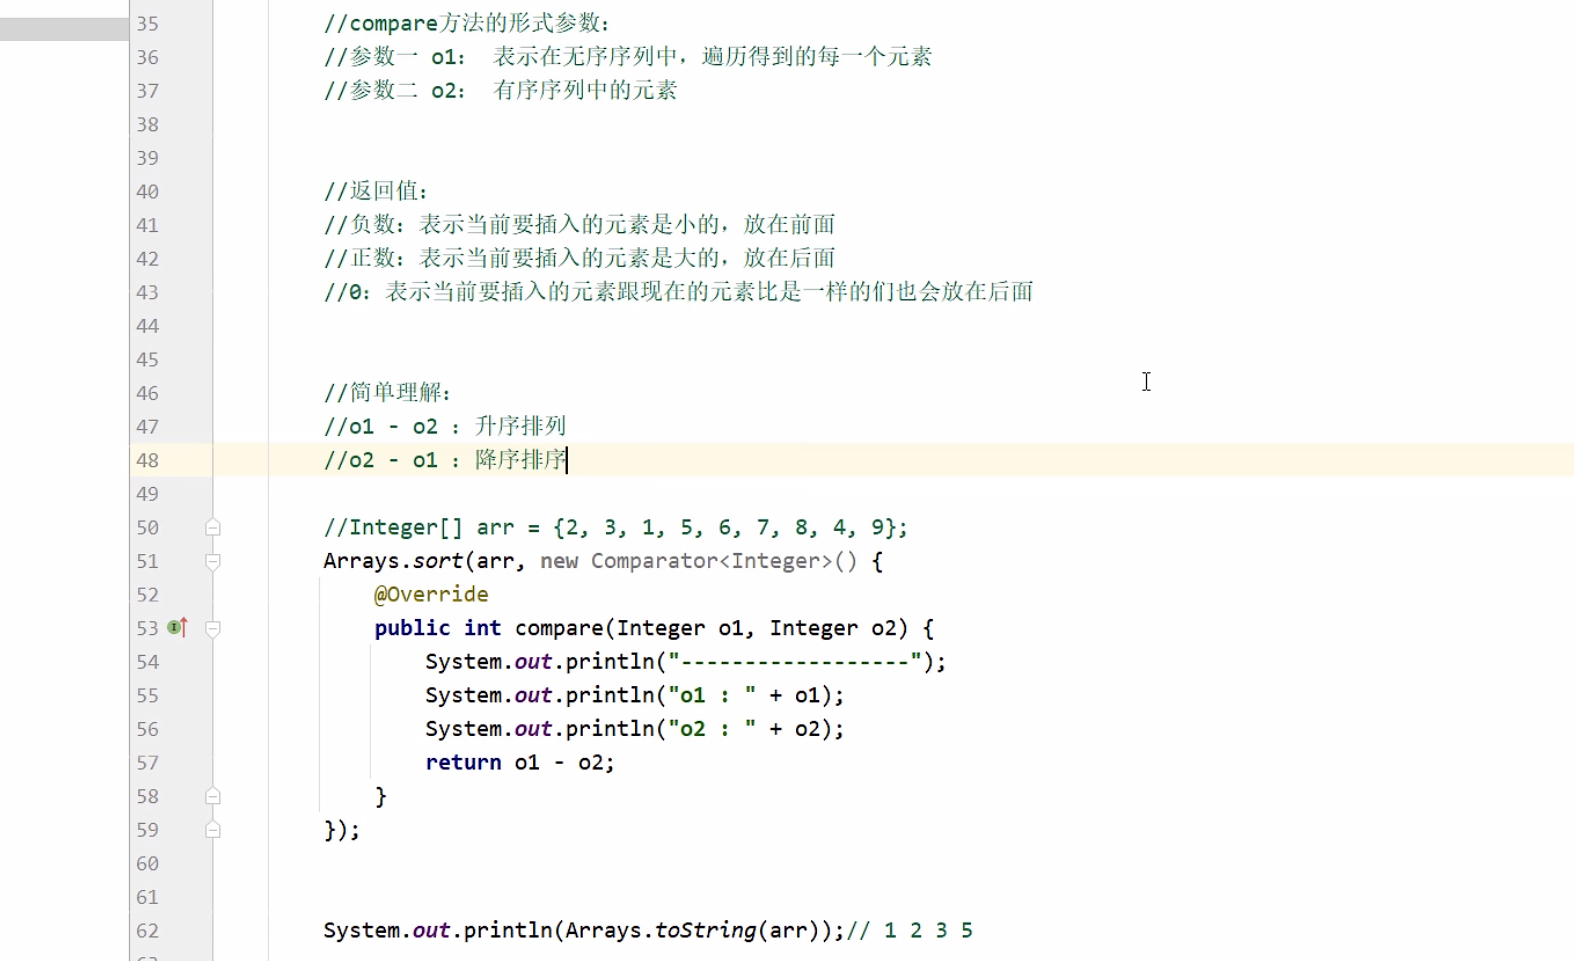 35 //compare方法的形式参数：
36 //参数一 o1： 表示在无序序列中，遍历得到的每一个元素
37 //参数二 o2： 有序序列中的元素
38
39
40 //返回值：
41 //负数：表示当前要插入的元素是小的，放在前面
42 //正数：表示当前要插入的元素是大的，放在后面
43 //0：表示当前要插入的元素跟现在的元素比是一样的们也会放在后面
44
45
46 //简单理解：
47 //o1 - o2 : 升序排列
48 //o2 - o1 : 降序排序
49
50 //Integer[] arr = {2, 3, 1, 5, 6, 7, 8, 4, 9};
51 Arrays.sort(arr, new Comparator<Integer>() {
52 @Override
53 public int compare(Integer o1, Integer o2) {
54 System.out.println("------------------");
55 System.out.println("o1 : " + o1);
56 System.out.println("o2 : " + o2);
57 return o1 - o2;
58 }
59 });
60
61
62 System.out.println(Arrays.toString(arr));// 1 2 3 5